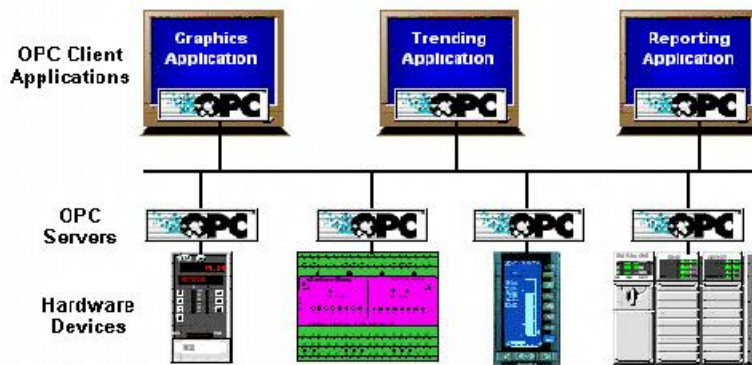 OPC Client
Applications
Graphics
Application
OPC
Trending
Application
OPC
Reporting
Application
OPC
OPC
Servers
OPC
OPC
OPC
OPC
Hardware
Devices